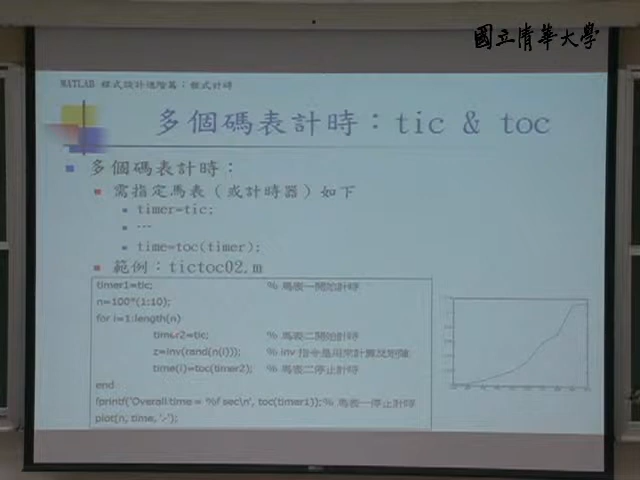 國立清華大學
MATLAB 程式設計進階篇：程式計時
多個碼表計時：tic & toc
多個碼表計時：
需指定馬表（或計時器）如下
timer=tic;
…
time=toc(timer);
範例：tictoc02.m
timer1=tic; % 馬表一開始計時
n=100*(1:10);
for i=1:length(n)
timer2=tic; % 馬表二開始計時
z=inv(rand(n(i))); % inv 指令是用來計算反矩陣
time(i)=toc(timer2); % 馬表二停止計時
end
fprintf('Overall time = %f sec\n', toc(timer1)); % 馬表一停止計時
plot(n, time, '.-');